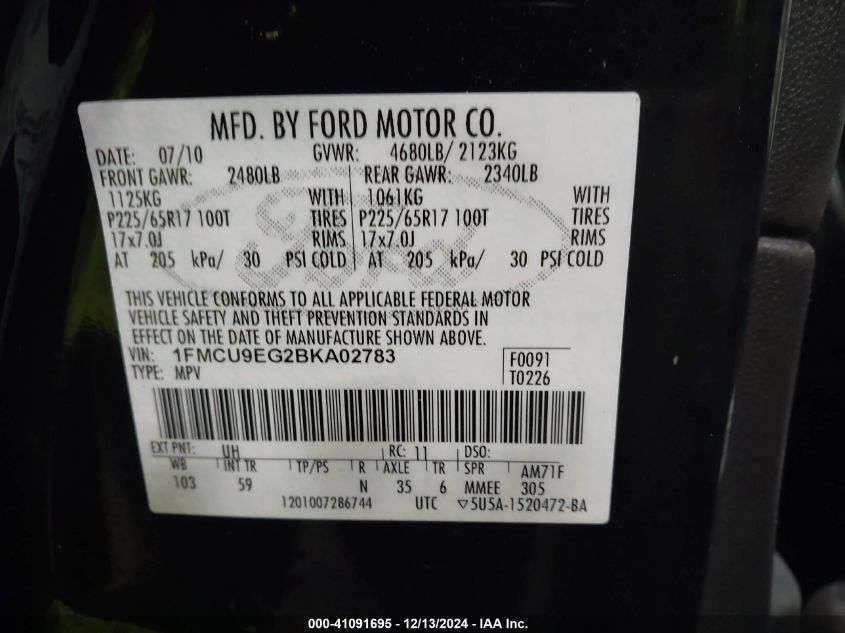 MFD. BY FORD MOTOR CO.
DATE: 07/10 GVWR: 4680LB/ 2123KG
FRONT GAWR: 2480LB REAR GAWR: 2340LB
1125KG WITH 1061KG WITH
P225/65R17 100T TIRES P225/65R17 100T TIRES
17x7.0J RIMS 17x7.0J RIMS
AT 205 kPa/ 30 PSI COLD AT 205 kPa/ 30 PSI COLD
Ford
THIS VEHICLE CONFORMS TO ALL APPLICABLE FEDERAL MOTOR
VEHICLE SAFETY AND THEFT PREVENTION STANDARDS IN
EFFECT ON THE DATE OF MANUFACTURE SHOWN ABOVE.
VIN: 1FMCU9EG2BKA02783 F0091
TYPE: MPV T0226
EXT PNT: UH RC: 11 DSO:
WB INT TR TP/PS R AXLE TR SPR AM71F
103 59 N 35 6 MMEE 305
1201007286744 UTC ▽5U5A-1520472-BA
000-41091695 - 12/13/2024 - IAA Inc.